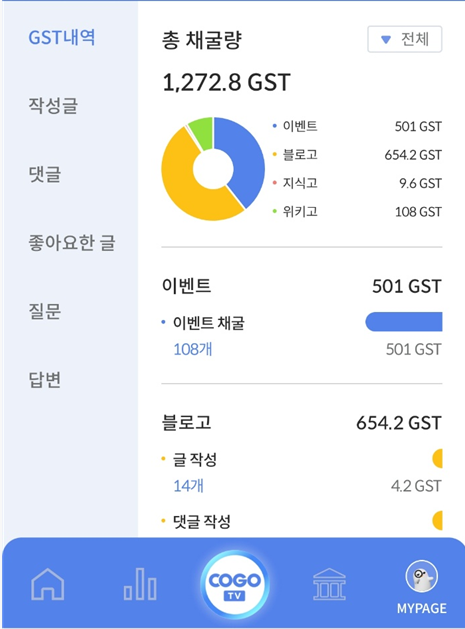 GST내역
작성글
댓글
좋아요한 글
질문
답변
총 채굴량
전체
1,272.8 GST
이벤트 501 GST
블로고 654.2 GST
지식고 9.6 GST
위키고 108 GST
이벤트 501 GST
이벤트 채굴
108개 501 GST
블로고 654.2 GST
글 작성
14개 4.2 GST
댓글 작성
COGO
TV
MYPAGE